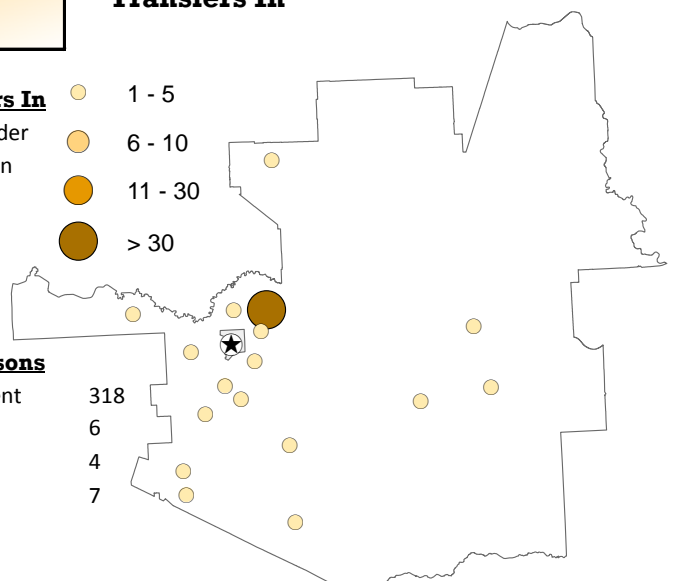 Transfers In
rs In
1 - 5
der
6 - 10
n
11 - 30
> 30
sons
nt 318
6
4
7